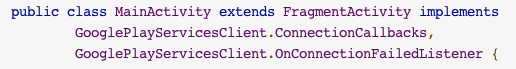 public class MainActivity extends FragmentActivity implements
GooglePlayServicesClient.ConnectionCallbacks,
GooglePlayServicesClient.OnConnectionFailedListener {